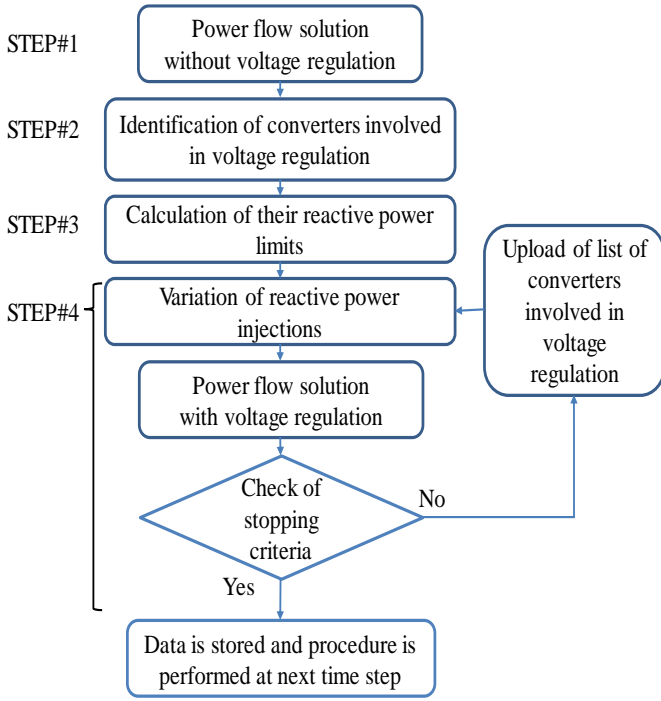 STEP#1
Power flow solution
without voltage regulation
STEP#2
Identification of converters involved
in voltage regulation
STEP#3
Calculation of their reactive power
limits
STEP#4
Variation of reactive power
injections
Upload of list of
converters
involved in
voltage
regulation
Power flow solution
with voltage regulation
Check of
stopping
criteria
No
Yes
Data is stored and procedure is
performed at next time step